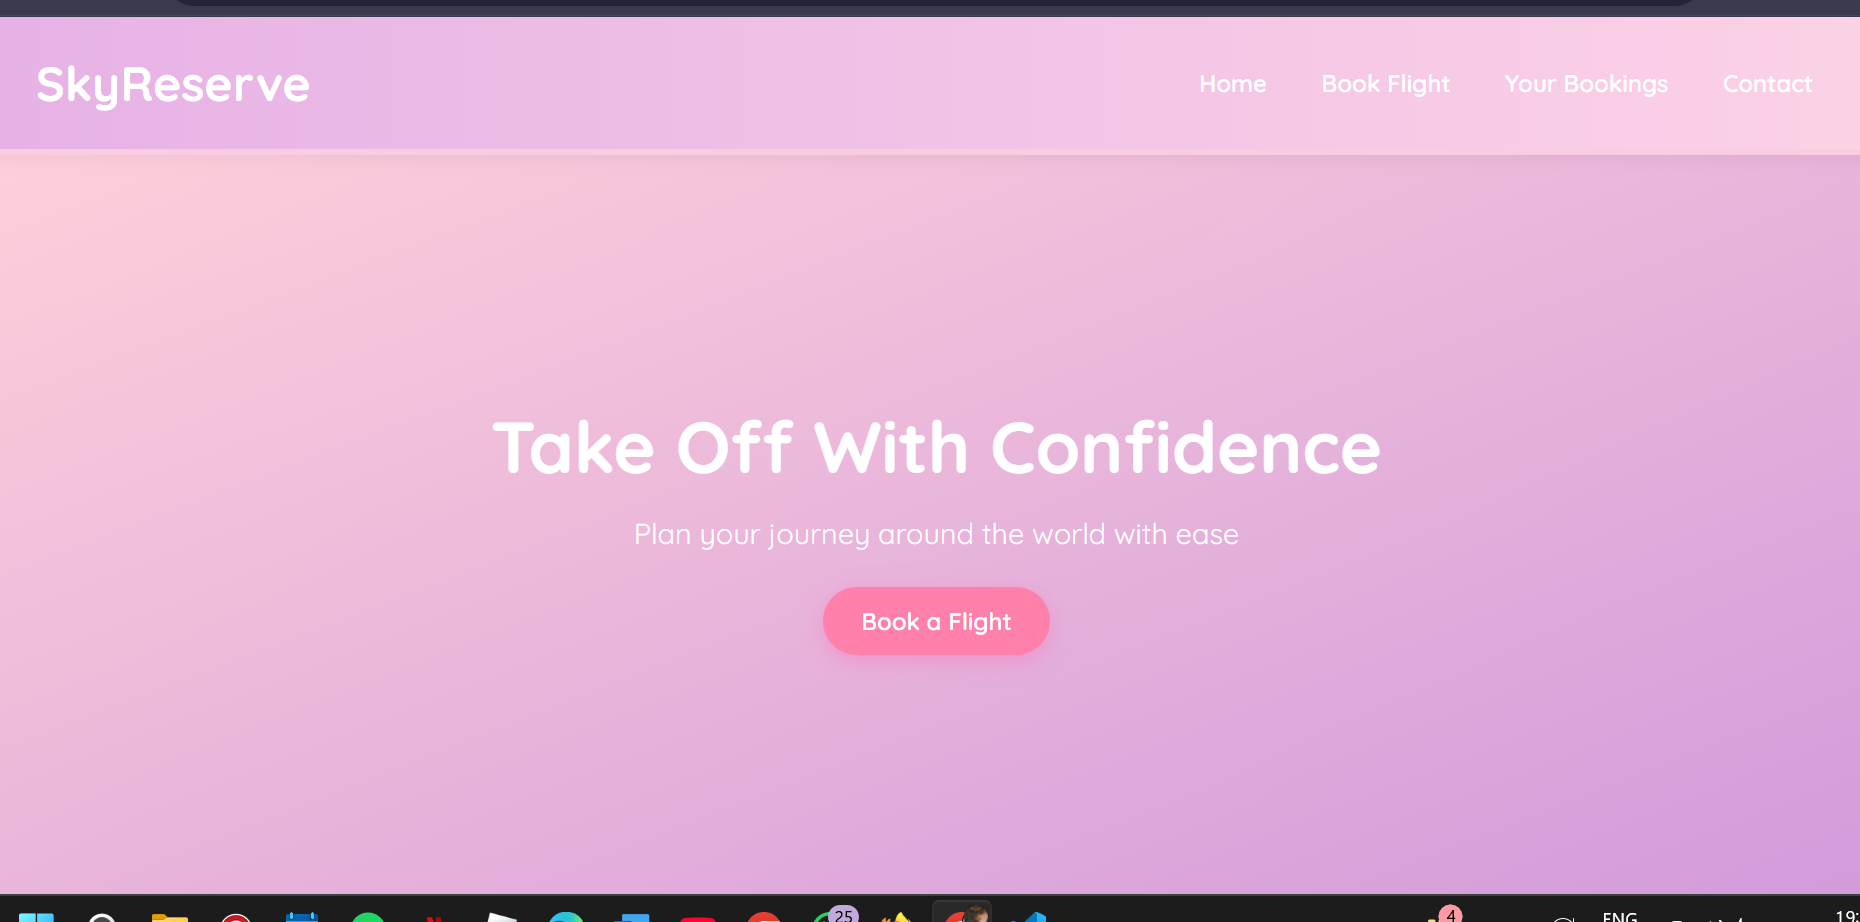 SkyReserve
Home Book Flight Your Bookings Contact
Take Off With Confidence
Plan your journey around the world with ease
Book a Flight
25
4
ENG
19: